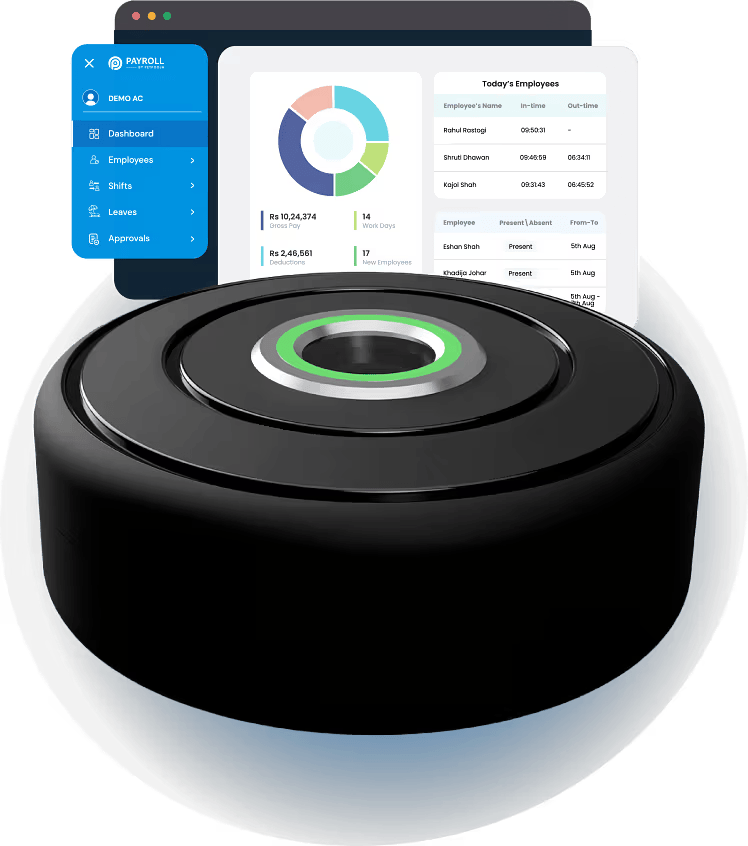 PAYROLL
DEMO AC
Dashboard
Employees
Shifts
Leaves
Approvals
Rs 10,24,374
Gross Pay
14
Work Days
Rs 2,46,561
Deductions
17
New Employees
Today's Employees
Employee's Name In-time Out-time
Rahul Rastogi 09:50:31 -
Shruti Dhawan 09:46:59 06:34:11
Kajol Shah 09:31:43 06:45:52
Employee Present\Absent From-To
Eshan Shah Present 5th Aug
Khadija Johar Present 5th Aug
5th Aug -
Aug